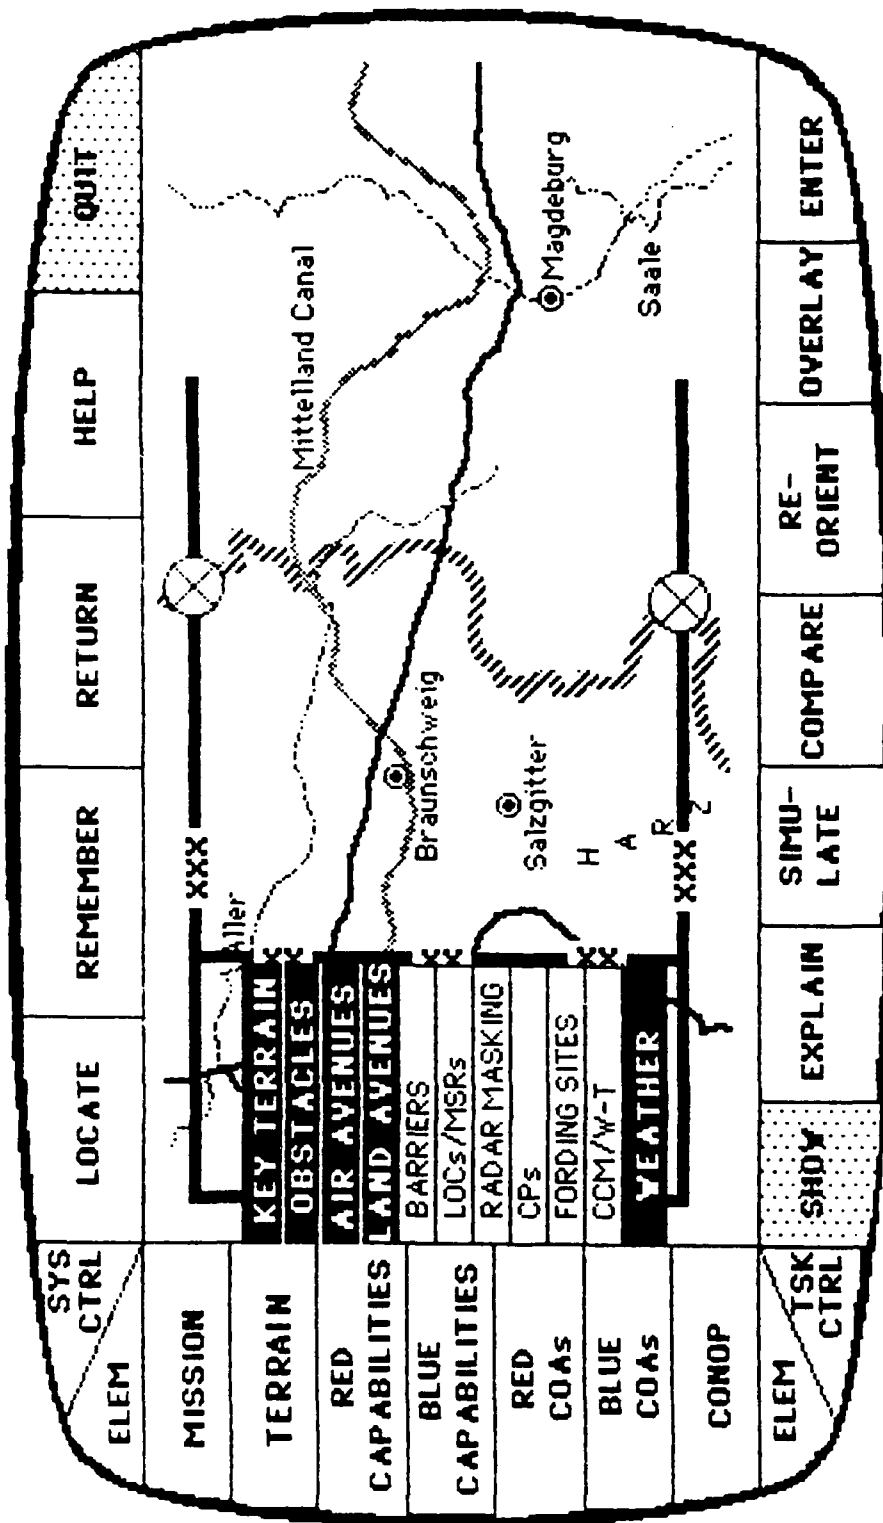 SYS
CTRL
ELEM
LOCATE
REMEMBER
RETURN
HELP
QUIT
MISSION
TERRAIN
RED
CAPABILITIES
BLUE
CAPABILITIES
RED
COAs
BLUE
COAs
CONOP
KEY TERRAIN
OBSTACLES
AIR AVENUES
LAND AVENUES
BARRIERS
LOCs/MSRs
RADAR MASKING
CPs
FORDING SITES
CCM/W-T
WEATHER
XXX
Aller
XX
Mittelland Canal
Braunschweig
Magdeburg
XX
Salzgitter
Saale
H
A
R
Z
XX
XXX
ELEM
TSK
CTRL
SHOW
EXPLAIN
SIMU-
LATE
COMPARE
RE-
ORIENT
OVERLAY
ENTER